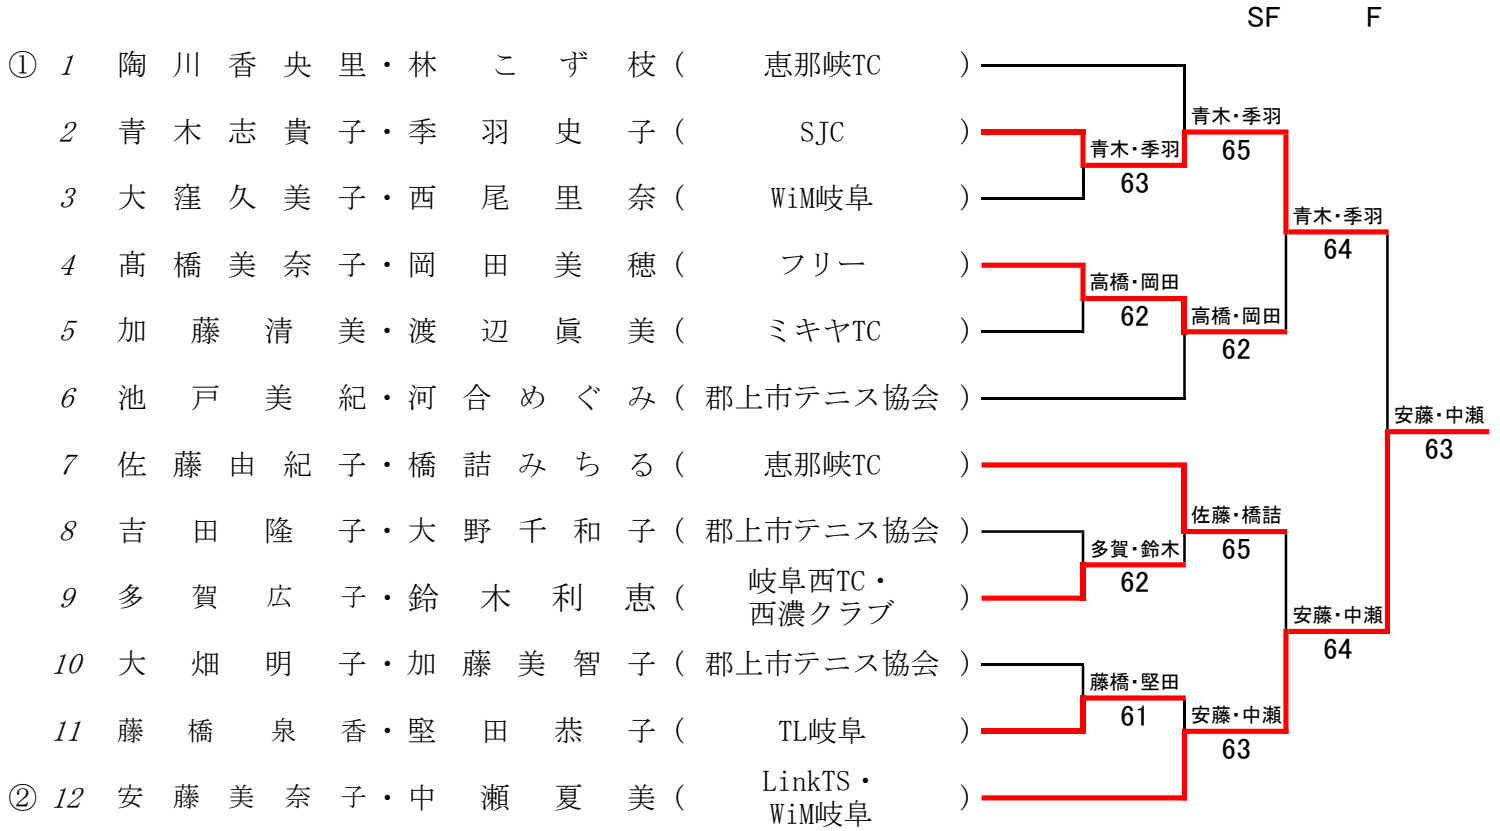 SF F
① 1 陶川香央里・林こず枝 ( 恵那峡TC )
青木・季羽
2 青木志貴子・季羽史子 ( SJC )
青木・季羽 65
63
3 大窪久美子・西尾里奈 ( WiM岐阜 )
青木・季羽
4 髙橋美奈子・岡田美穂 ( フリー ) 64
高橋・岡田
5 加藤清美・渡辺眞美 ( ミキヤTC ) 62 高橋・岡田
62
6 池戸美紀・河合めぐみ ( 郡上市テニス協会 )
安藤・中瀬
7 佐藤由紀子・橋詰みちる ( 恵那峡TC ) 63
佐藤・橋詰
8 吉田隆子・大野千和子 ( 郡上市テニス協会 )
多賀・鈴木 65
岐阜西TC・
9 多賀広子・鈴木利恵 ( 西濃クラブ ) 62
安藤・中瀬
10 大畑明子・加藤美智子 ( 郡上市テニス協会 ) 64
藤橋・堅田
11 藤橋泉香・堅田恭子 ( TL岐阜 ) 61 安藤・中瀬
63
LinkTS・
② 12 安藤美奈子・中瀬夏美 ( WiM岐阜 )